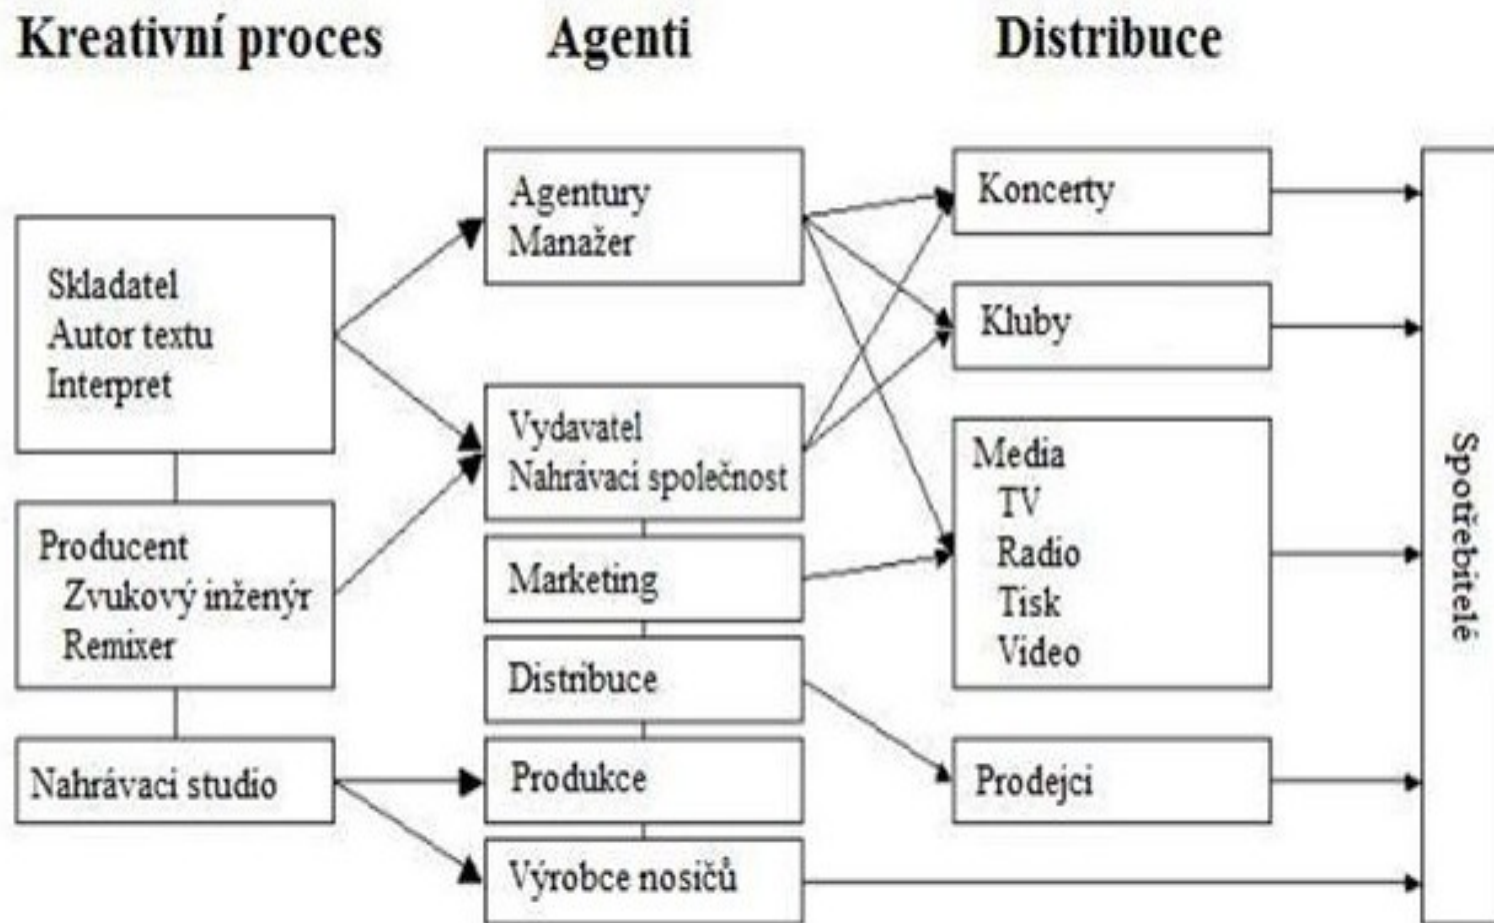 Kreativní proces
Agenti
Distribuce
Skladatel
Autor textu
Interpret
Producent
Zvukový inženýr
Remixer
Nahrávaci studio
Agentury
Manažer
Vydavatel
Nahrávací společnost
Marketing
Distribuce
Produkce
Výrobce nosičů
Koncerty
Kluby
Media
TV
Radio
Tisk
Video
Prodejci
Spotřebitelé